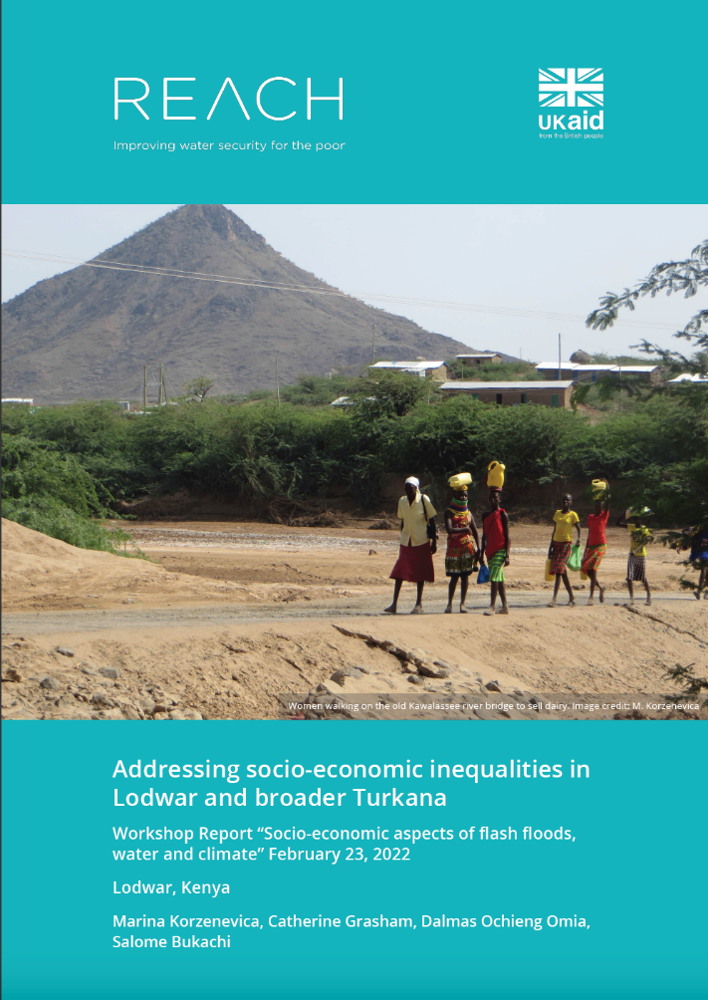 REACH
Improving water security for the poor
UKaid
from the British people
Women walking on the old Kawalassee river bridge to sell dairy. Image credit: M. Korzenevica
Addressing socio-economic inequalities in
Lodwar and broader Turkana
Workshop Report “Socio-economic aspects of flash floods,
water and climate” February 23, 2022
Lodwar, Kenya
Marina Korzenevica, Catherine Grasham, Dalmas Ochieng Omia,
Salome Bukachi